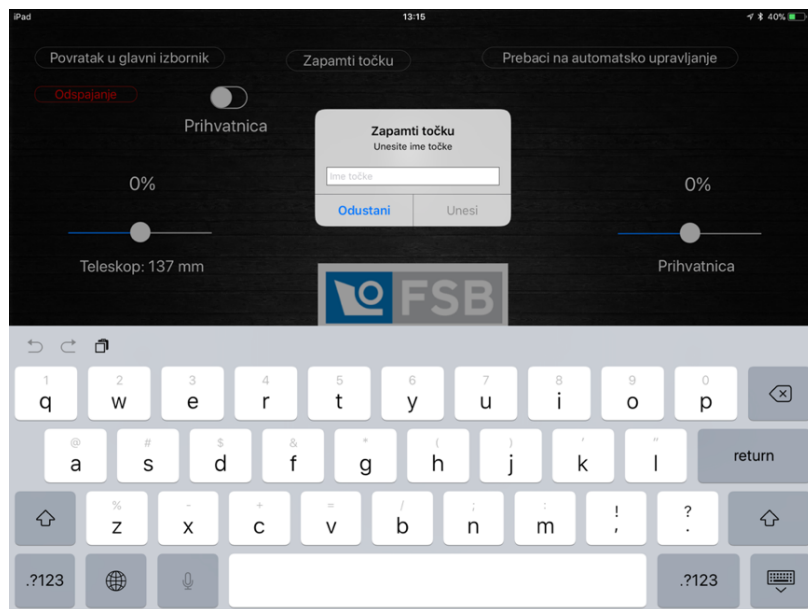 iPad 13:15 40%
Povratak u glavni izbornik Zapamti točku Prebaci na automatsko upravljanje
Odspajanje
Prihvatnica
Zapamti točku
Unesite ime točke
Ime točke
Odustani Unesi
0% 0%
Teleskop: 137 mm Prihvatnica
FSB
1 2 3 4 5 6 7 8 9 0
q w e r t y u i o p
@ # $ & * ( ) ' "
a s d f g h j k l return
% - + = / ; : ! ?
z x c v b n m , .
.?123 .?123